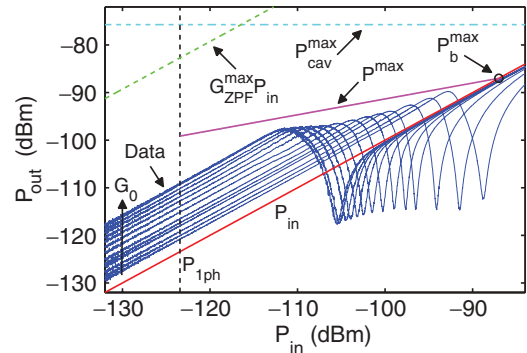 −80
−90
−100
−110
−120
−130
P_out (dBm)
P_cav^max
P_b^max
G_ZPF^max P_in
P^max
Data
G_0
P_in
P_1ph
−130
−120
−110
−100
−90
P_in (dBm)